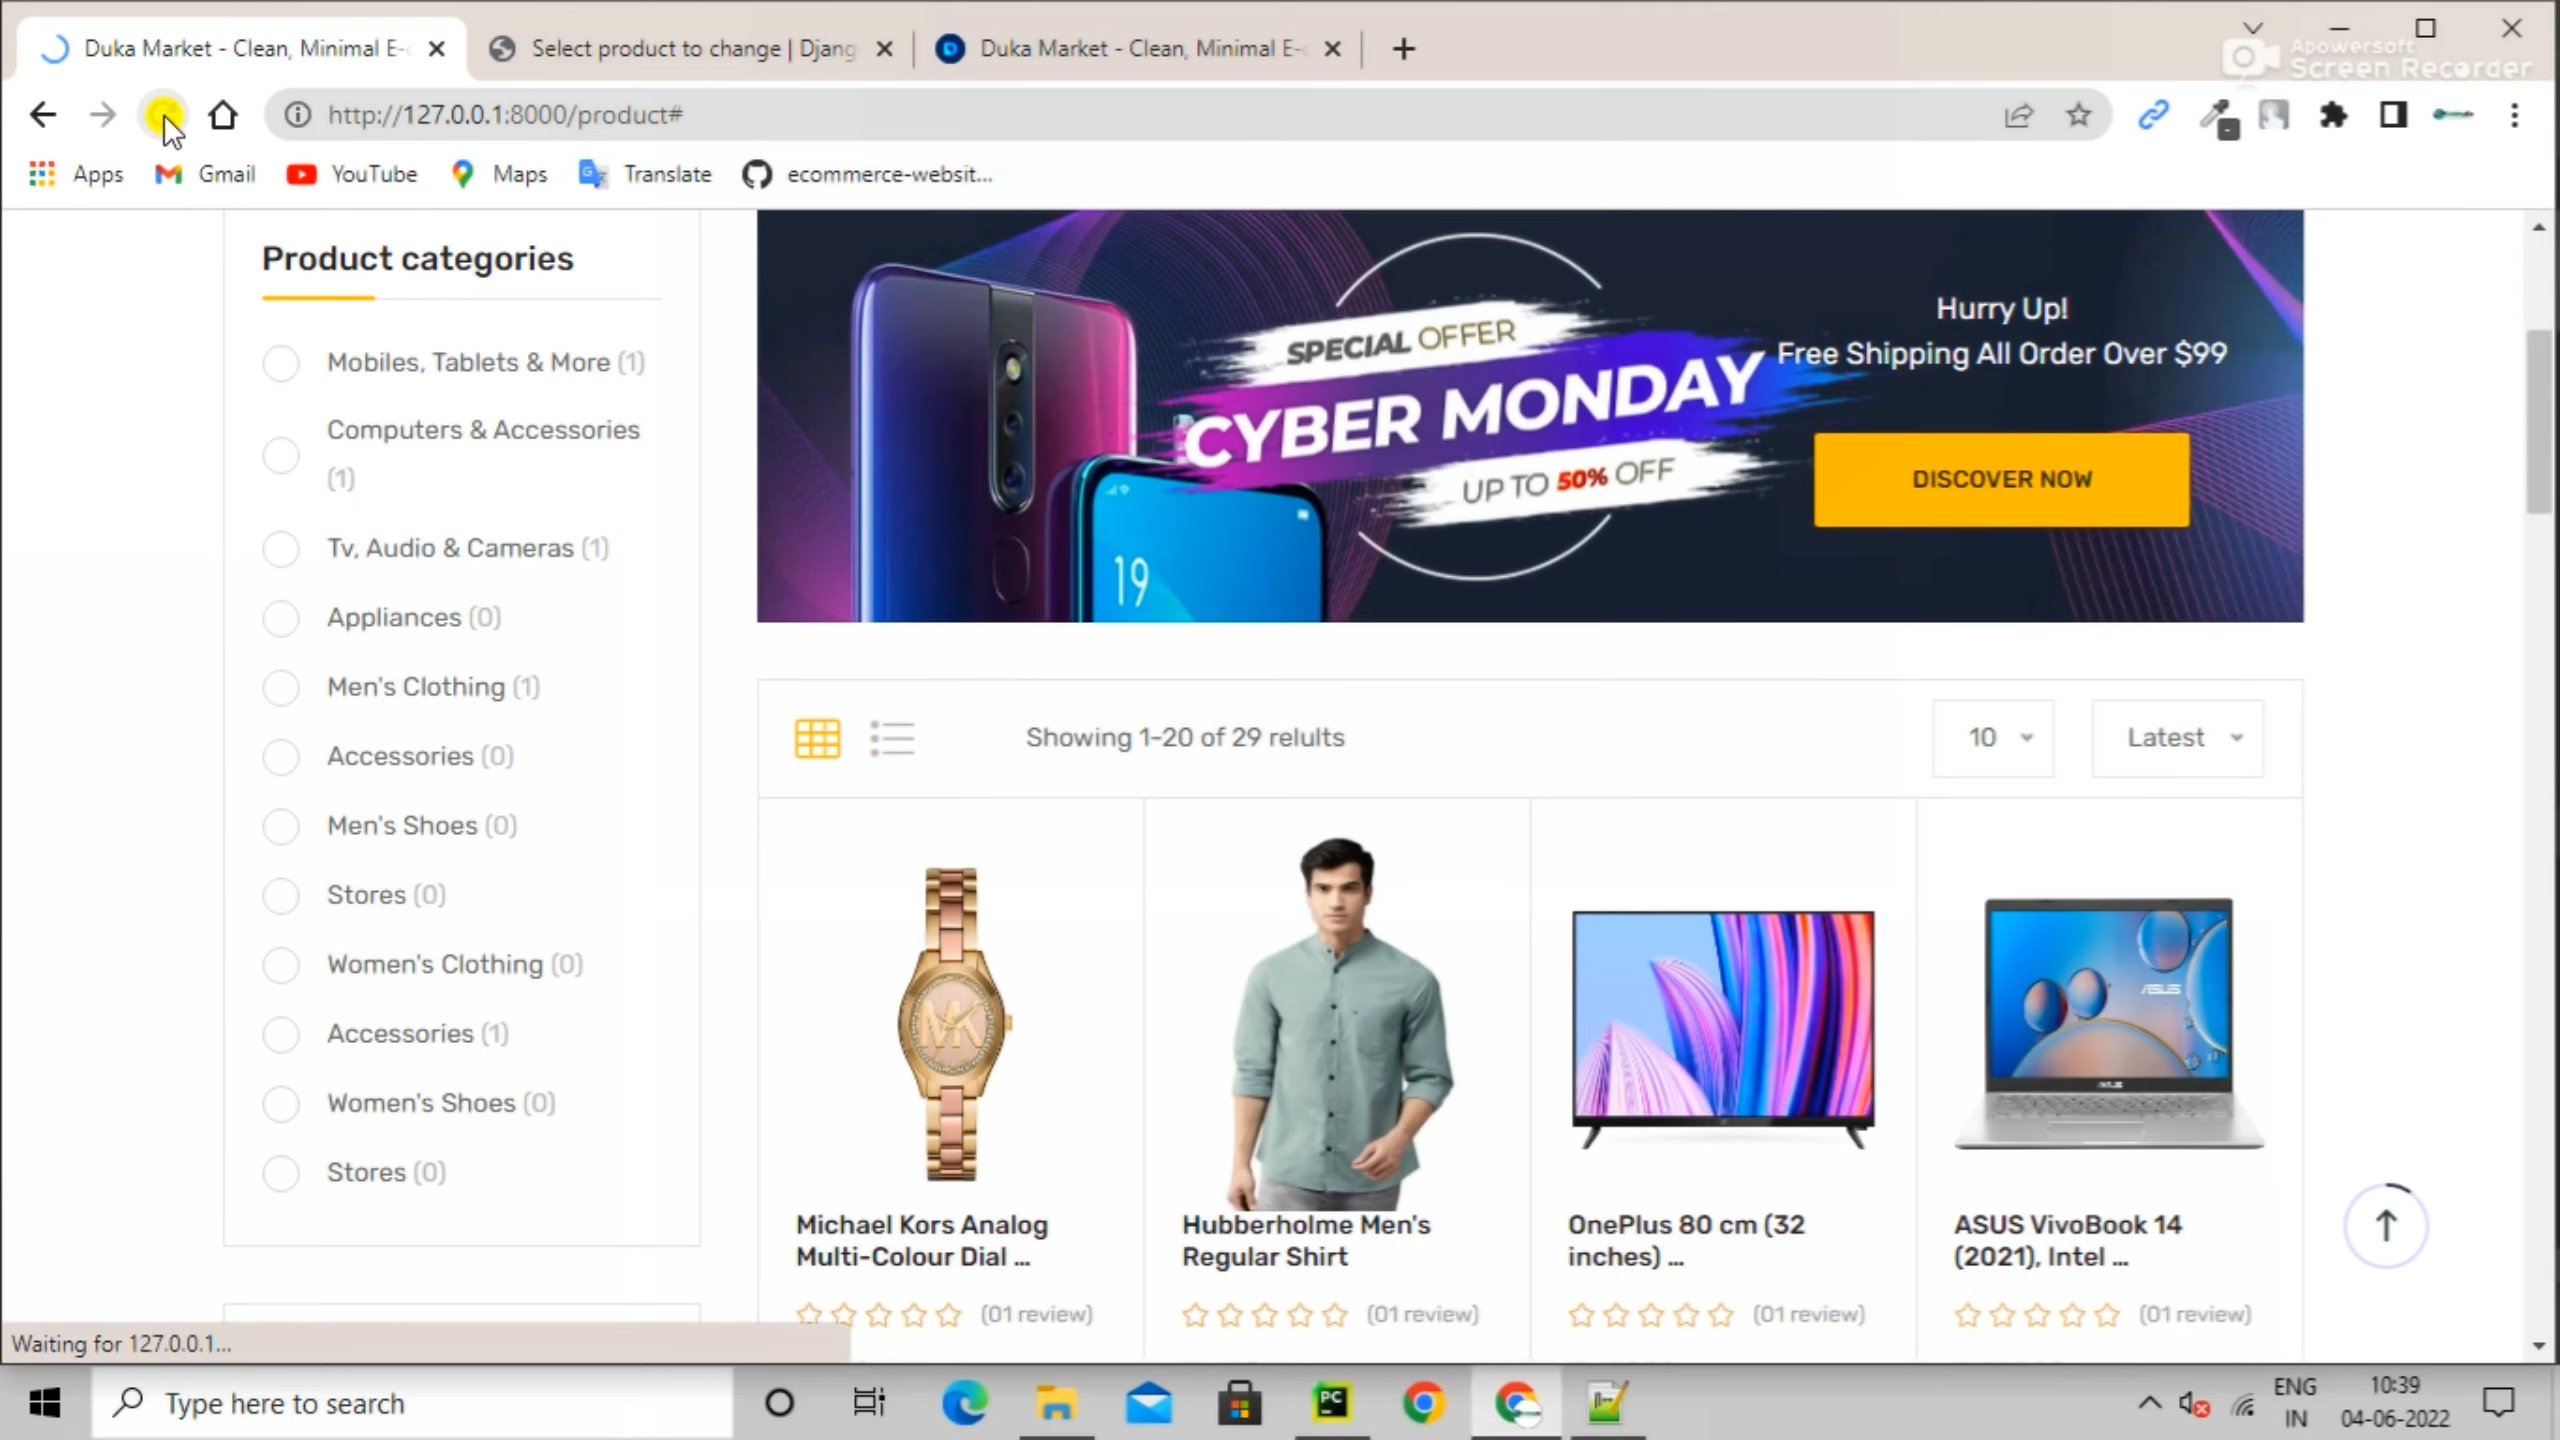 Duka Market - Clean, Minimal E-
Select product to change | Djang
Duka Market - Clean, Minimal E-
Apowersoft
Screen Recorder
http://127.0.0.1:8000/product#
Apps
Gmail
YouTube
Maps
Translate
ecommerce-websit...
Product categories
Mobiles, Tablets & More (1)
Computers & Accessories
(1)
Tv, Audio & Cameras (1)
Appliances (0)
Men's Clothing (1)
Accessories (0)
Men's Shoes (0)
Stores (0)
Women's Clothing (0)
Accessories (1)
Women's Shoes (0)
Stores (0)
SPECIAL OFFER
CYBER MONDAY
UP TO 50% OFF
19
Hurry Up!
Free Shipping All Order Over $99
DISCOVER NOW
Showing 1-20 of 29 relults
10
Latest
MK
ASUS
Michael Kors Analog
Multi-Colour Dial ...
(01 review)
Hubberholme Men's
Regular Shirt
(01 review)
OnePlus 80 cm (32
inches) ...
(01 review)
ASUS VivoBook 14
(2021), Intel ...
(01 review)
Waiting for 127.0.0.1...
Type here to search
PC
ENG
IN
10:39
04-06-2022